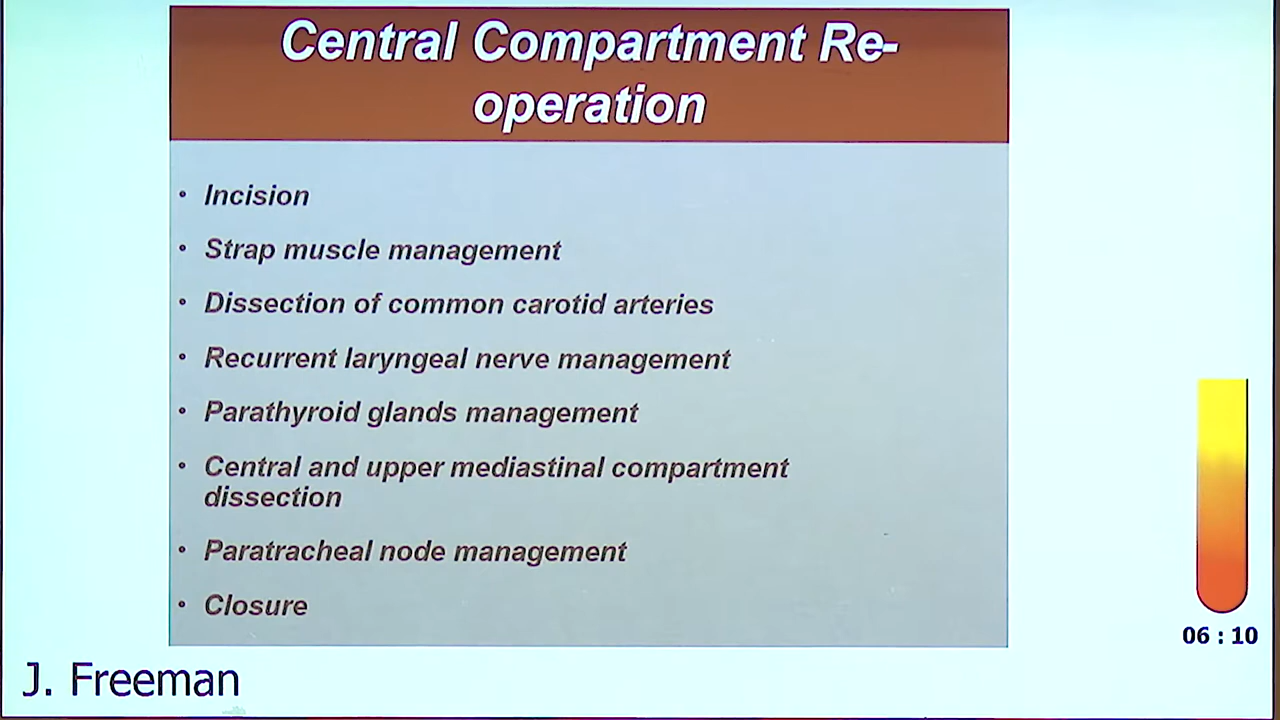 Central Compartment Re-
operation
• Incision
• Strap muscle management
• Dissection of common carotid arteries
• Recurrent laryngeal nerve management
• Parathyroid glands management
• Central and upper mediastinal compartment
dissection
• Paratracheal node management
• Closure
06 : 10
J. Freeman